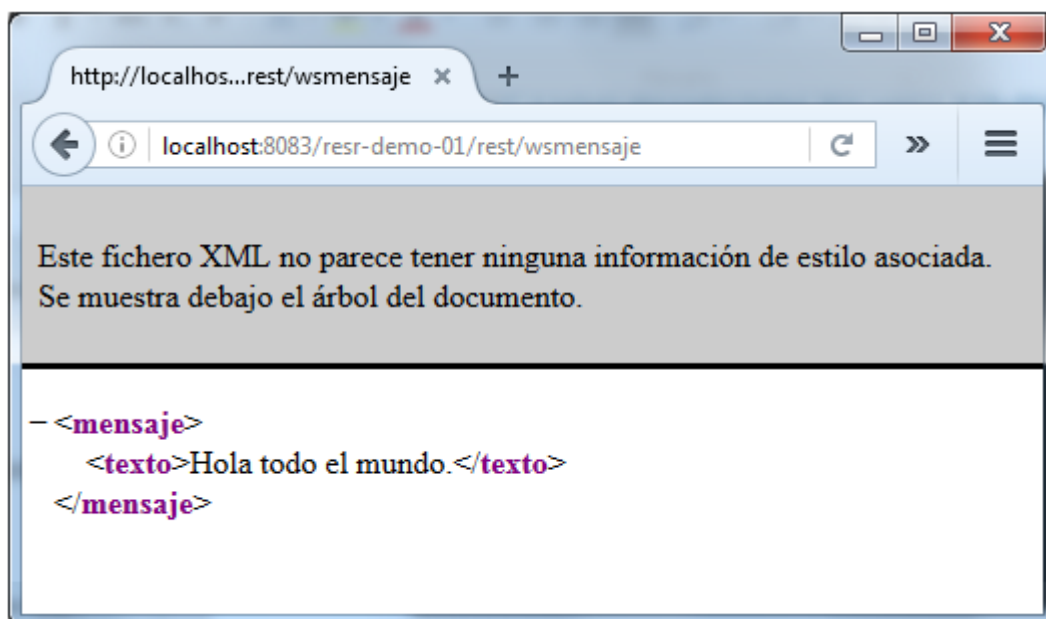 http://localhos...rest/wsmensaje
localhost:8083/resr-demo-01/rest/wsmensaje
Este fichero XML no parece tener ninguna información de estilo asociada.
Se muestra debajo el árbol del documento.
<mensaje>
<texto>Hola todo el mundo.</texto>
</mensaje>